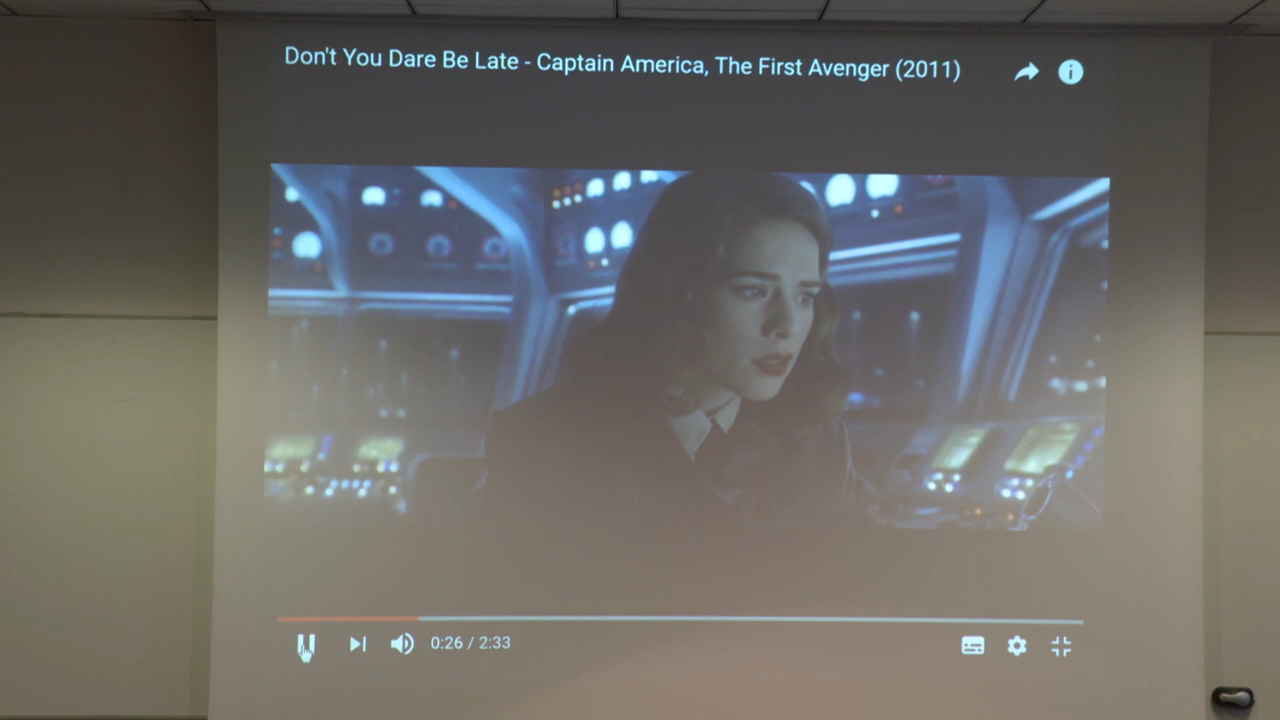 Don't You Dare Be Late - Captain America, The First Avenger (2011)
0:26 / 2:33